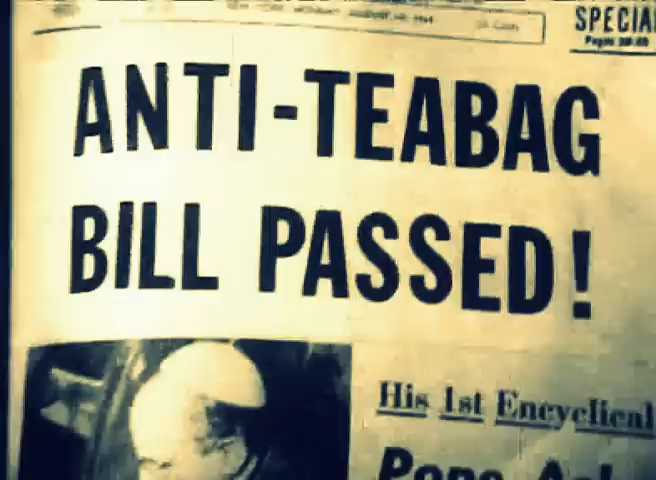 SPECIAL
ANTI-TEABAG
BILL PASSED!
His 1st Encyclical
Pope